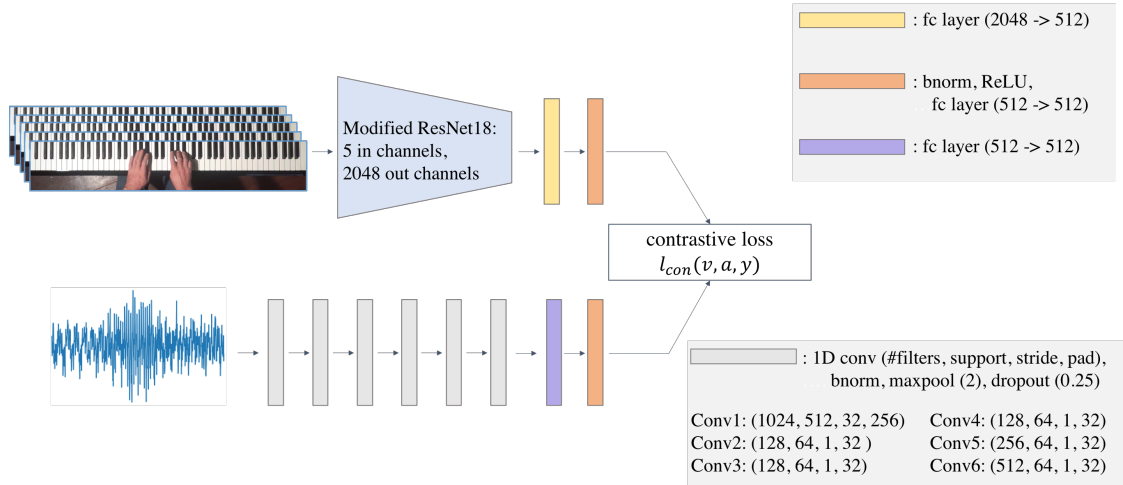 : fc layer (2048 -> 512)
: bnorm, ReLU,
fc layer (512 -> 512)
: fc layer (512 -> 512)
Modified ResNet18:
5 in channels,
2048 out channels
contrastive loss
l_con(v, a, y)
: 1D conv (#filters, support, stride, pad),
bnorm, maxpool (2), dropout (0.25)
Conv1: (1024, 512, 32, 256) Conv4: (128, 64, 1, 32)
Conv2: (128, 64, 1, 32 ) Conv5: (256, 64, 1, 32)
Conv3: (128, 64, 1, 32) Conv6: (512, 64, 1, 32)